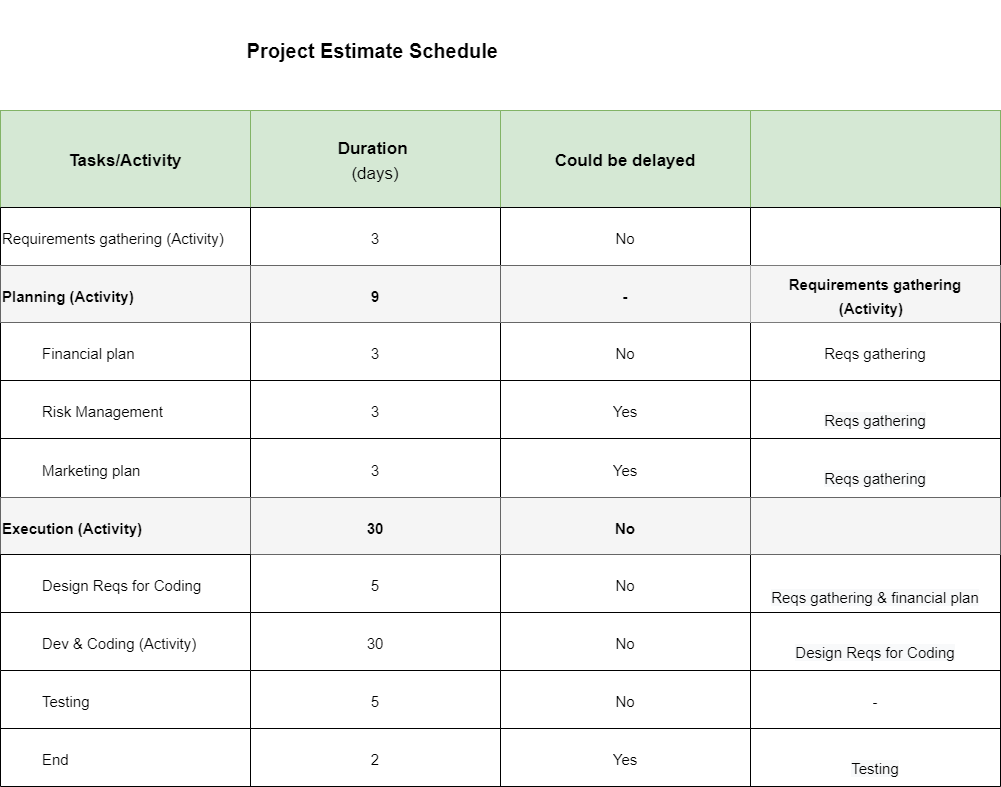 Project Estimate Schedule
Tasks/Activity
Duration
(days)
Could be delayed
Requirements gathering (Activity) 3 No
Planning (Activity) 9 - Requirements gathering
(Activity)
Financial plan 3 No Reqs gathering
Risk Management 3 Yes Reqs gathering
Marketing plan 3 Yes Reqs gathering
Execution (Activity) 30 No
Design Reqs for Coding 5 No Reqs gathering & financial plan
Dev & Coding (Activity) 30 No Design Reqs for Coding
Testing 5 No -
End 2 Yes Testing